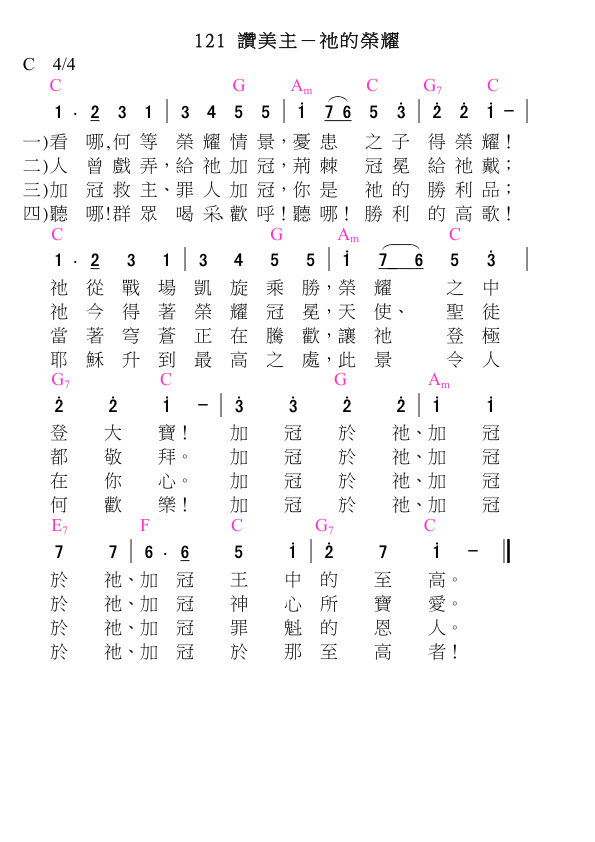 121 讚美主－祂的榮耀
C 4/4
C G Am C G7 C
1 . 2 3 1 | 3 4 5 5 | i 7 6 5 3̇ | 2̇ 2̇ i － |
一)看 哪,何 等 榮 耀 情 景，憂 患 之 子 得 榮 耀！
二)人 曾 戲 弄，給 祂 加 冠，荊 棘 冠 冕 給 祂 戴；
三)加 冠 救 主、罪 人 加 冠，你 是 祂 的 勝 利 品；
四)聽 哪!群 眾 喝 采、歡 呼！聽 哪！勝 利 的 高 歌！
C G Am C
1 . 2 3 1 | 3 4 5 5 | i 7 6 5 3̇ |
祂 從 戰 場 凱 旋 乘 勝，榮 耀 之 中
祂 今 得 著 榮 耀 冠 冕，天 使、 聖 徒
當 著 穹 蒼 正 在 騰 歡，讓 祂 登 極
耶 穌 升 到 最 高 之 處，此 景 令 人
G7 C G Am
2̇ 2̇ i － | 3̇ 3̇ 2̇ 2̇ | i i
登 大 寶！ 加 冠 於 祂、加 冠
都 敬 拜。 加 冠 於 祂、加 冠
在 你 心。 加 冠 於 祂、加 冠
何 歡 樂！ 加 冠 於 祂、加 冠
E7 F C G7 C
7 7 | 6 . 6 5 i | 2̇ 7 i － ‖
於 祂、加 冠 王 中 的 至 高。
於 祂、加 冠 神 心 所 寶 愛。
於 祂、加 冠 罪 魁 的 恩 人。
於 祂、加 冠 於 那 至 高 者！